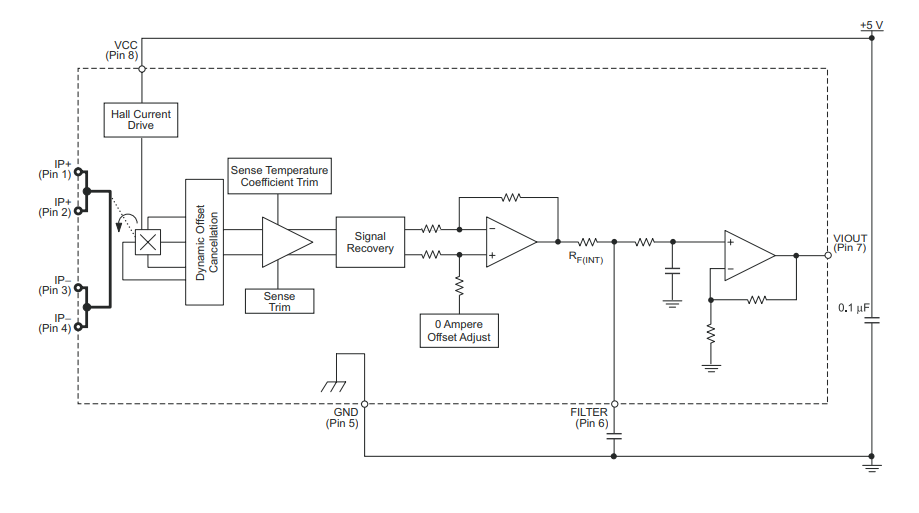 +5 V
VCC
(Pin 8)
Hall Current
Drive
IP+
(Pin 1)
IP+
(Pin 2)
IP–
(Pin 3)
IP–
(Pin 4)
Dynamic Offset
Cancellation
Sense Temperature
Coefficient Trim
Sense
Trim
Signal
Recovery
–
+
0 Ampere
Offset Adjust
RF(INT)
+
–
VIOUT
(Pin 7)
0.1 µF
GND
(Pin 5)
FILTER
(Pin 6)